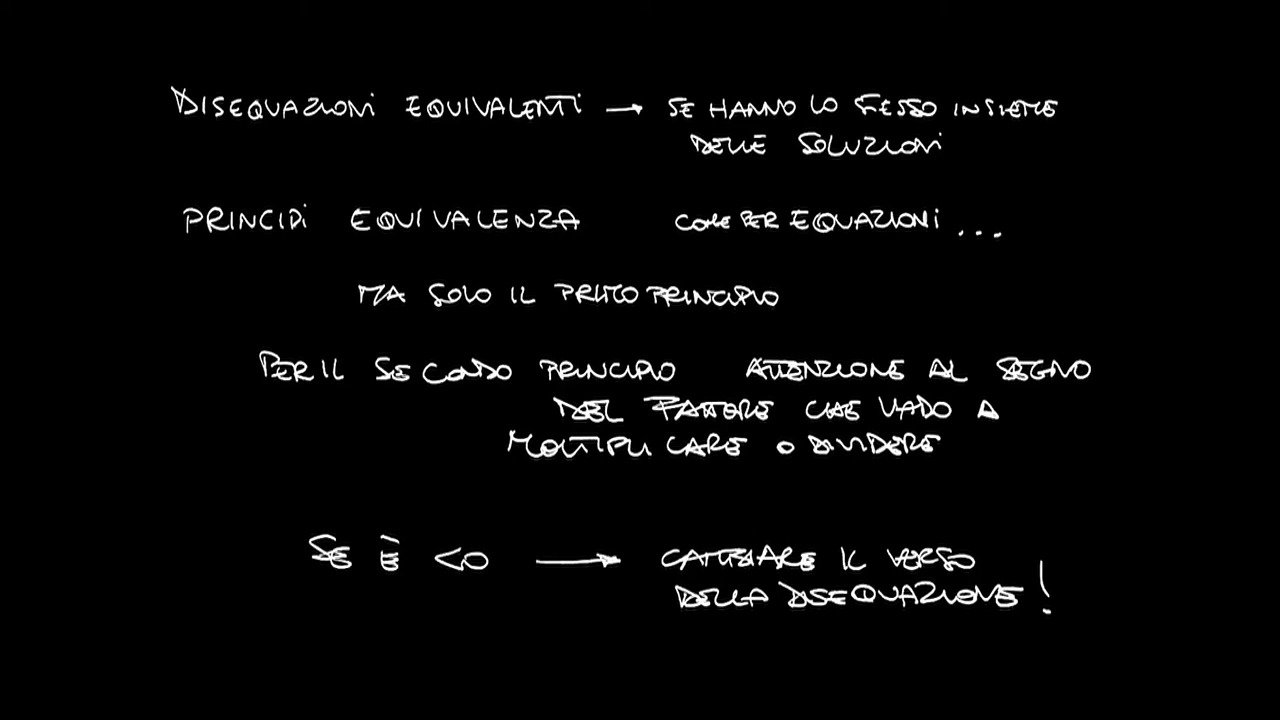 DISEQUAZIONI EQUIVALENTI → SE HANNO LO STESSO INSIEME
DELLE SOLUZIONI
PRINCIPI EQUIVALENZA COME PER EQUAZIONI...
MA SOLO IL PRIMO PRINCIPIO
PER IL SECONDO PRINCIPIO ATTENZIONE AL SEGNO
DEL FATTORE CHE VADO A
MOLTIPLICARE O DIVIDERE
SE È <0 → CAMBIARE IL VERSO
DELLA DISEQUAZIONE!